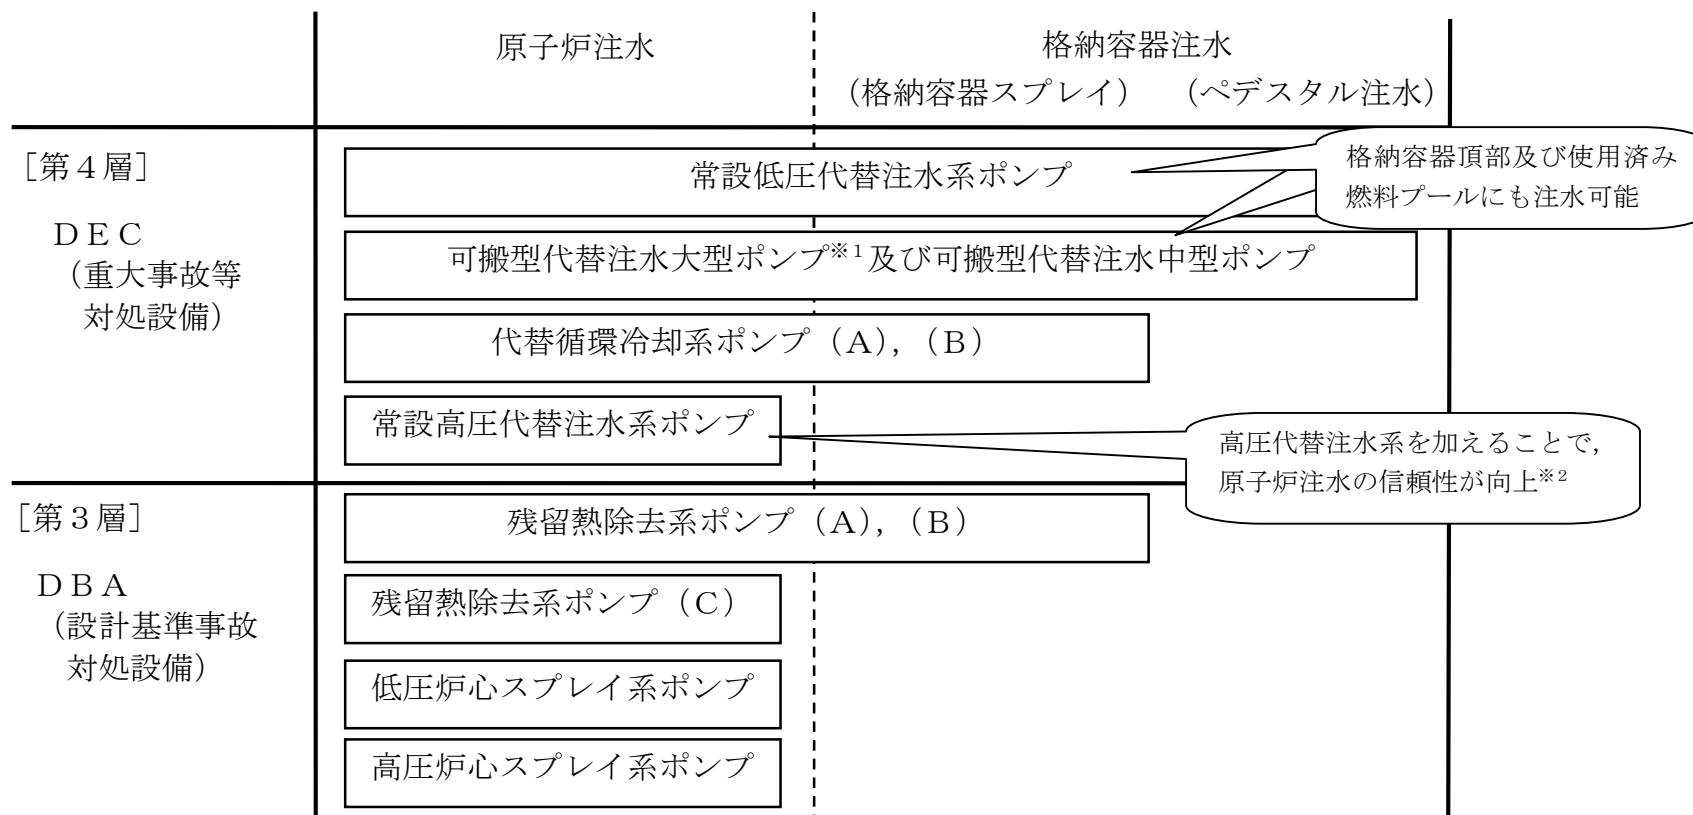 原子炉注水
格納容器注水
（格納容器スプレイ） （ペデスタル注水）
［第４層］
ＤＥＣ
（重大事故等
対処設備）
常設低圧代替注水系ポンプ
格納容器頂部及び使用済み
燃料プールにも注水可能
可搬型代替注水大型ポンプ※１及び可搬型代替注水中型ポンプ
代替循環冷却系ポンプ（Ａ），（Ｂ）
常設高圧代替注水系ポンプ
高圧代替注水系を加えることで，
原子炉注水の信頼性が向上※２
［第３層］
ＤＢＡ
（設計基準事故
対処設備）
残留熱除去系ポンプ（Ａ），（Ｂ）
残留熱除去系ポンプ（Ｃ）
低圧炉心スプレイ系ポンプ
高圧炉心スプレイ系ポンプ